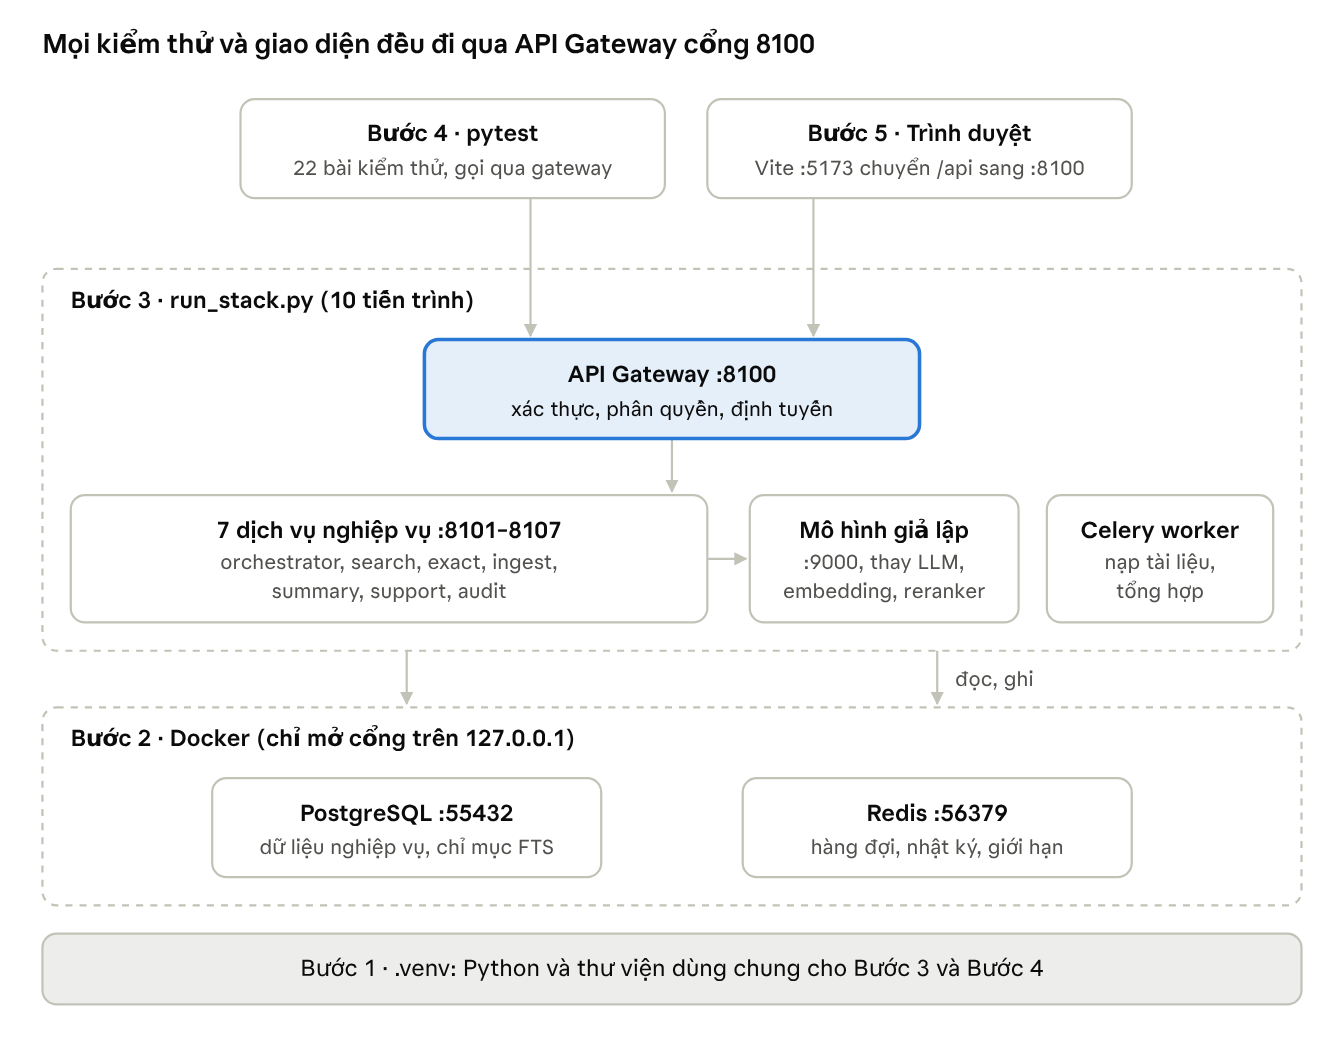 Mọi kiểm thử và giao diện đều đi qua API Gateway cổng 8100
Bước 4 · pytest
22 bài kiểm thử, gọi qua gateway
Bước 5 · Trình duyệt
Vite :5173 chuyển /api sang :8100
Bước 3 · run_stack.py (10 tiến trình)
API Gateway :8100
xác thực, phân quyền, định tuyến
7 dịch vụ nghiệp vụ :8101–8107
orchestrator, search, exact, ingest,
summary, support, audit
Mô hình giả lập
:9000, thay LLM,
embedding, reranker
Celery worker
nạp tài liệu,
tổng hợp
đọc, ghi
Bước 2 · Docker (chỉ mở cổng trên 127.0.0.1)
PostgreSQL :55432
dữ liệu nghiệp vụ, chỉ mục FTS
Redis :56379
hàng đợi, nhật ký, giới hạn
Bước 1 · .venv: Python và thư viện dùng chung cho Bước 3 và Bước 4